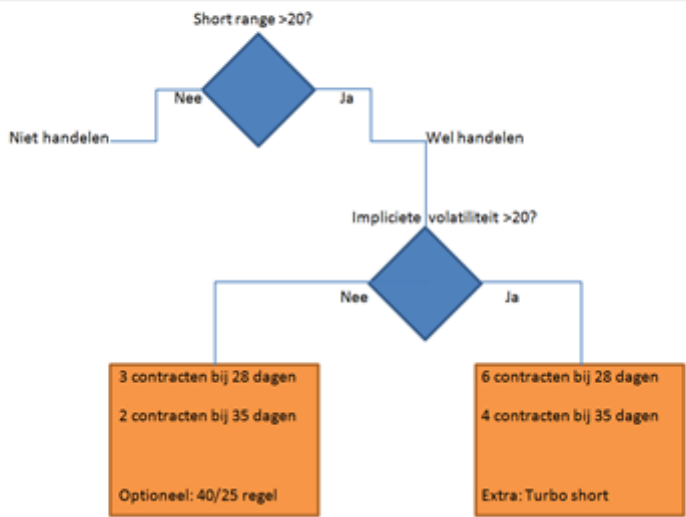 Short range >20?
Nee
Ja
Niet handelen
Wel handelen
Impliciete volatiliteit >20?
Nee
Ja
3 contracten bij 28 dagen
2 contracten bij 35 dagen
Optioneel: 40/25 regel
6 contracten bij 28 dagen
4 contracten bij 35 dagen
Extra: Turbo short